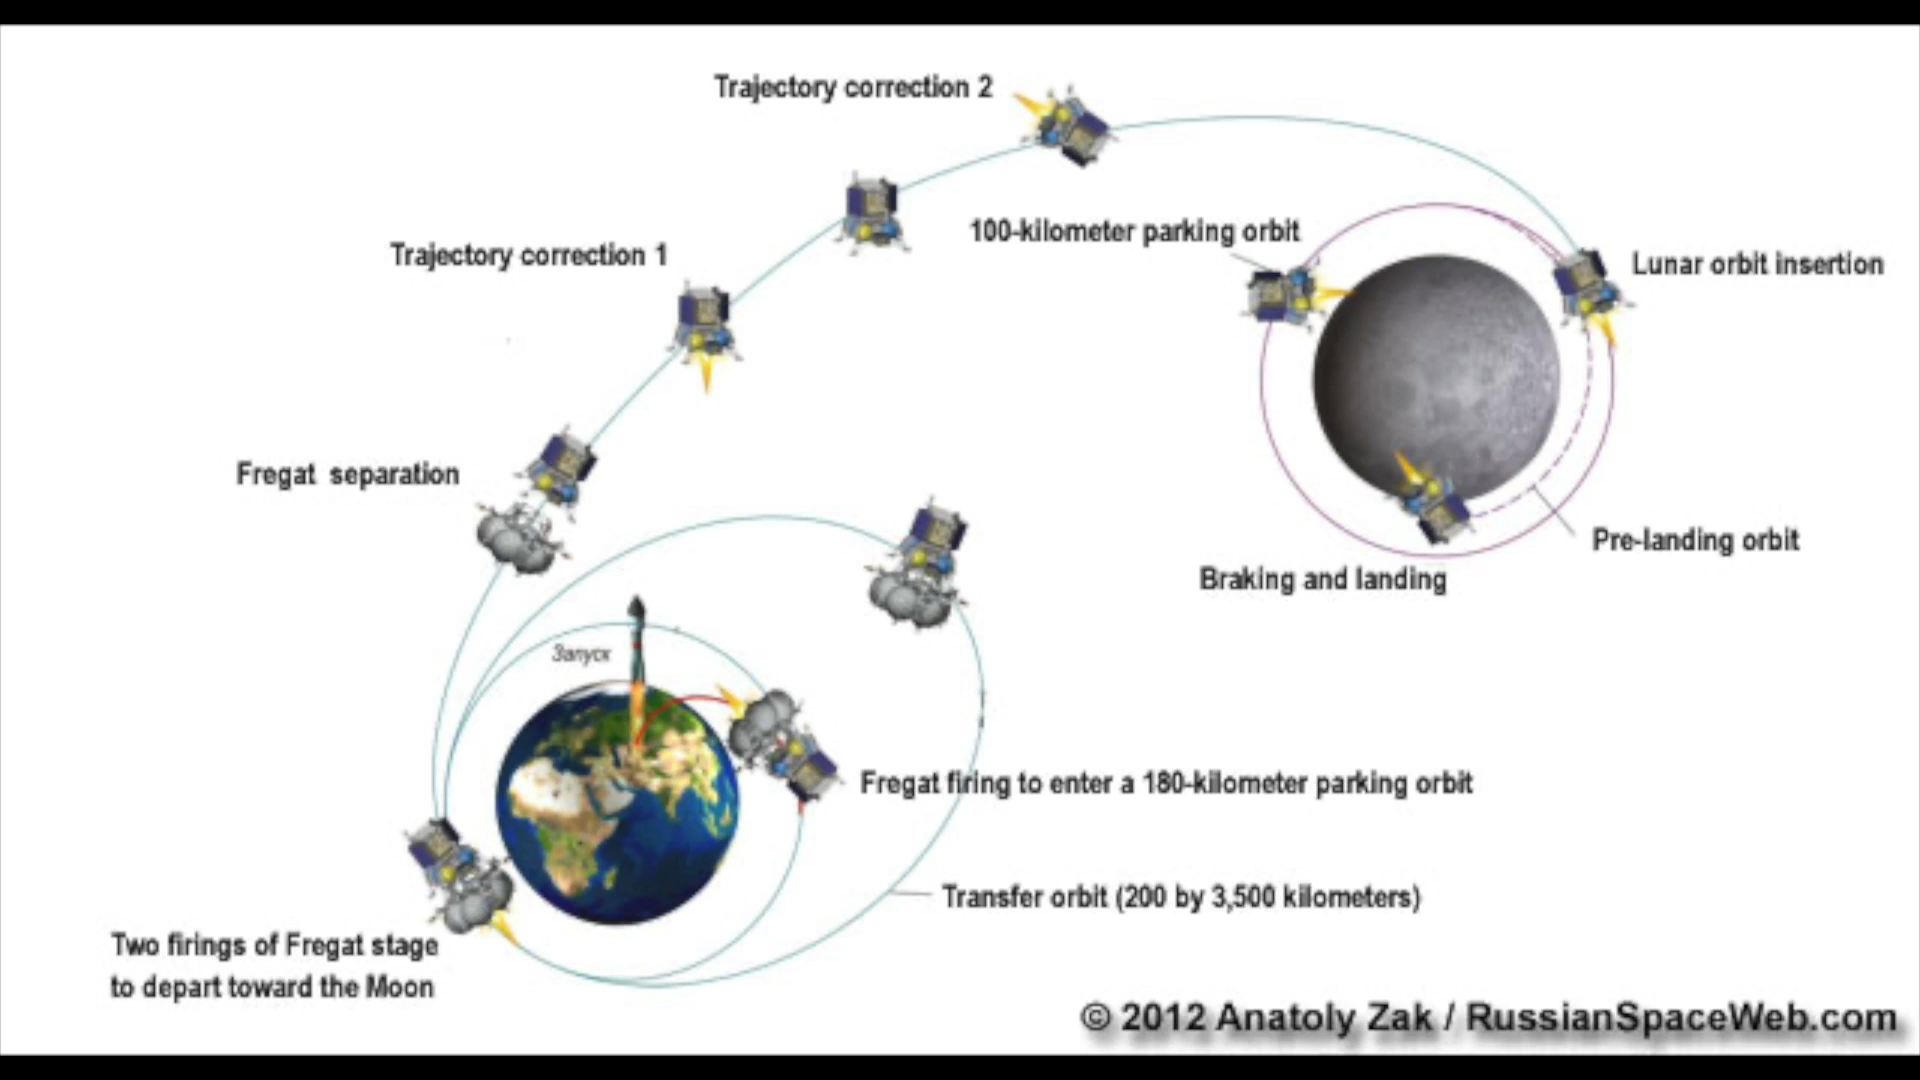 Trajectory correction 2
100-kilometer parking orbit
Trajectory correction 1
Lunar orbit insertion
Fregat separation
Pre-landing orbit
Braking and landing
Запуск
Fregat firing to enter a 180-kilometer parking orbit
Transfer orbit (200 by 3,500 kilometers)
Two firings of Fregat stage
to depart toward the Moon
© 2012 Anatoly Zak / RussianSpaceWeb.com